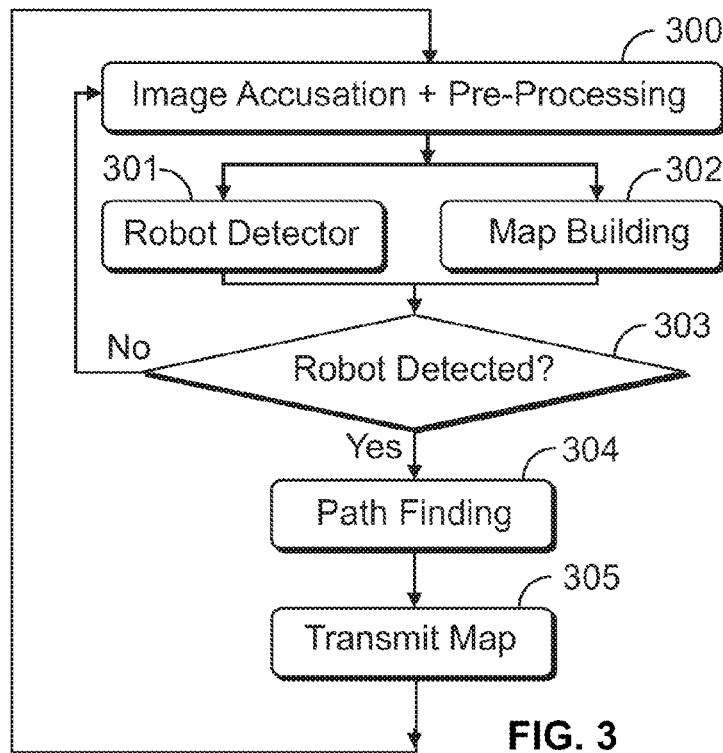 300
Image Accusation + Pre-Processing
301
302
Robot Detector
Map Building
303
No
Robot Detected?
Yes
304
Path Finding
305
Transmit Map
FIG. 3